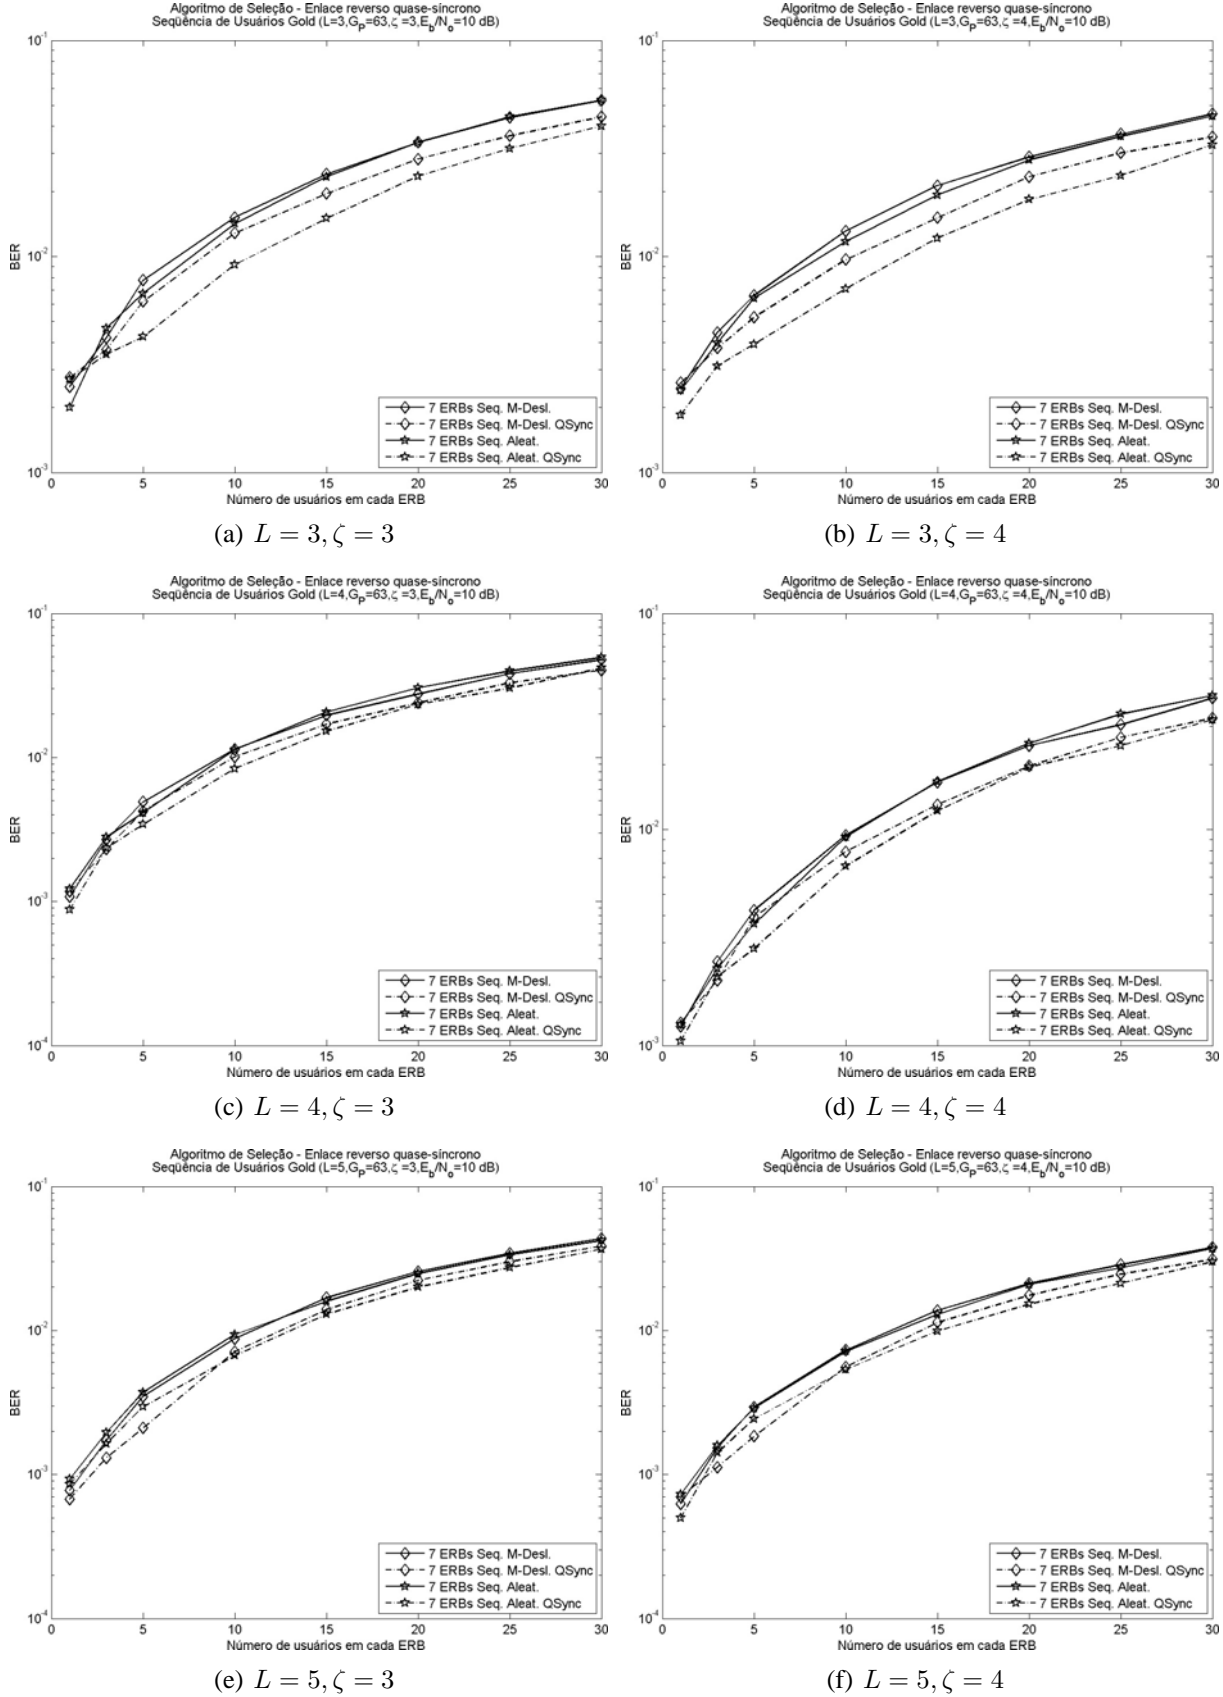 Algoritmo de Seleção - Enlace reverso quase-síncrono
Seqüência de Usuários Gold (L=3,G_P=63,ζ =3,E_b/N_o=10 dB)
10^-1
10^-2
10^-3
BER
0 5 10 15 20 25 30
Número de usuários em cada ERB
7 ERBs Seq. M-Desl.
7 ERBs Seq. M-Desl. QSync
7 ERBs Seq. Aleat.
7 ERBs Seq. Aleat. QSync
(a) L = 3, ζ = 3
Algoritmo de Seleção - Enlace reverso quase-síncrono
Seqüência de Usuários Gold (L=3,G_P=63,ζ =4,E_b/N_o=10 dB)
10^-1
10^-2
10^-3
BER
0 5 10 15 20 25 30
Número de usuários em cada ERB
7 ERBs Seq. M-Desl.
7 ERBs Seq. M-Desl. QSync
7 ERBs Seq. Aleat.
7 ERBs Seq. Aleat. QSync
(b) L = 3, ζ = 4
Algoritmo de Seleção - Enlace reverso quase-síncrono
Seqüência de Usuários Gold (L=4,G_P=63,ζ =3,E_b/N_o=10 dB)
10^-1
10^-2
10^-3
10^-4
BER
0 5 10 15 20 25 30
Número de usuários em cada ERB
7 ERBs Seq. M-Desl.
7 ERBs Seq. M-Desl. QSync
7 ERBs Seq. Aleat.
7 ERBs Seq. Aleat. QSync
(c) L = 4, ζ = 3
Algoritmo de Seleção - Enlace reverso quase-síncrono
Seqüência de Usuários Gold (L=4,G_P=63,ζ =4,E_b/N_o=10 dB)
10^-1
10^-2
10^-3
BER
0 5 10 15 20 25 30
Número de usuários em cada ERB
7 ERBs Seq. M-Desl.
7 ERBs Seq. M-Desl. QSync
7 ERBs Seq. Aleat.
7 ERBs Seq. Aleat. QSync
(d) L = 4, ζ = 4
Algoritmo de Seleção - Enlace reverso quase-síncrono
Seqüência de Usuários Gold (L=5,G_P=63,ζ =3,E_b/N_o=10 dB)
10^-1
10^-2
10^-3
10^-4
BER
0 5 10 15 20 25 30
Número de usuários em cada ERB
7 ERBs Seq. M-Desl.
7 ERBs Seq. M-Desl. QSync
7 ERBs Seq. Aleat.
7 ERBs Seq. Aleat. QSync
(e) L = 5, ζ = 3
Algoritmo de Seleção - Enlace reverso quase-síncrono
Seqüência de Usuários Gold (L=5,G_P=63,ζ =4,E_b/N_o=10 dB)
10^-1
10^-2
10^-3
10^-4
BER
0 5 10 15 20 25 30
Número de usuários em cada ERB
7 ERBs Seq. M-Desl.
7 ERBs Seq. M-Desl. QSync
7 ERBs Seq. Aleat.
7 ERBs Seq. Aleat. QSync
(f) L = 5, ζ = 4